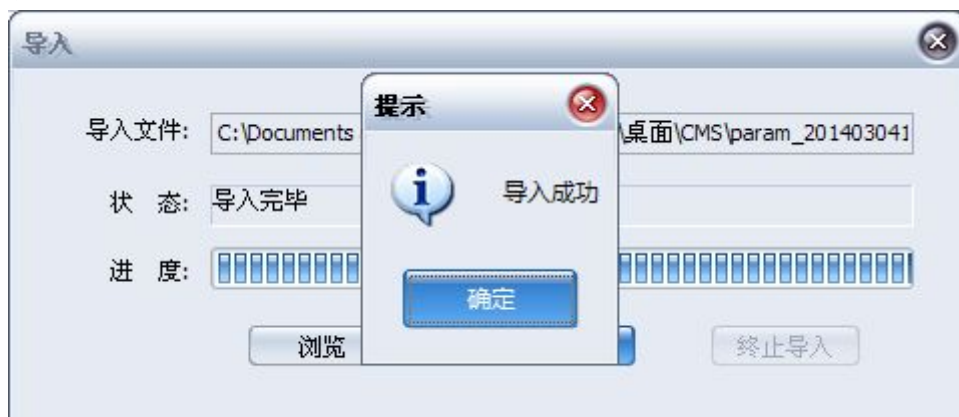 导入
提示
导入文件: C:\Documents \桌面\CMS\param_201403041
导入成功
状 态: 导入完毕
进 度:
确定
浏览 终止导入